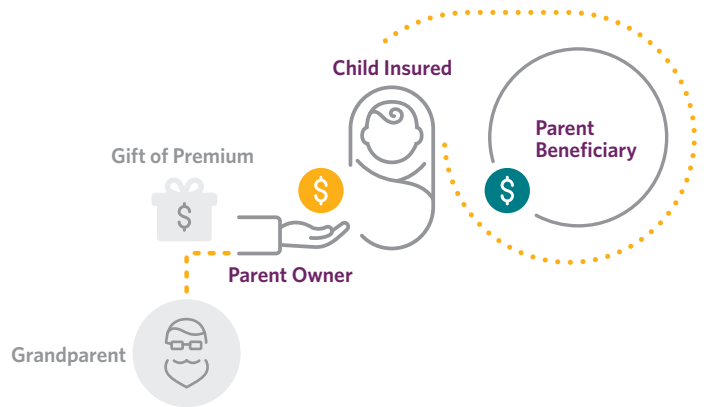 Child Insured
Parent
Beneficiary
Gift of Premium
$
$
$
Parent Owner
Grandparent